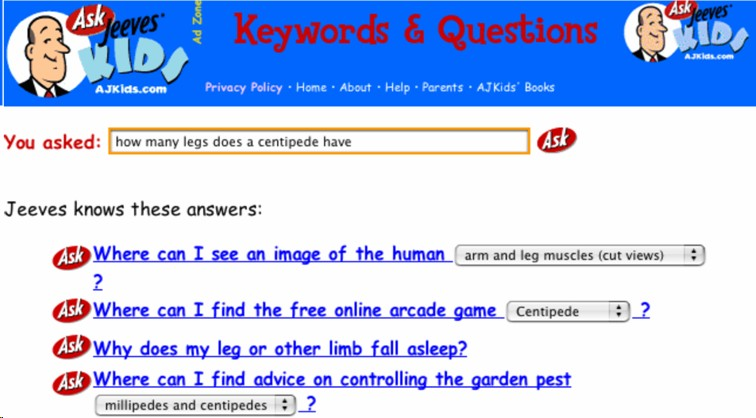 Ask Jeeves KIDS
AJKids.com
Ad Zone
Keywords & Questions
Ask Jeeves KIDS
AJKids.com
Privacy Policy · Home · About · Help · Parents · AJKids' Books
You asked: how many legs does a centipede have Ask
Jeeves knows these answers:
Ask Where can I see an image of the human arm and leg muscles (cut views)
?
Ask Where can I find the free online arcade game Centipede ?
Ask Why does my leg or other limb fall asleep?
Ask Where can I find advice on controlling the garden pest
millipedes and centipedes ?